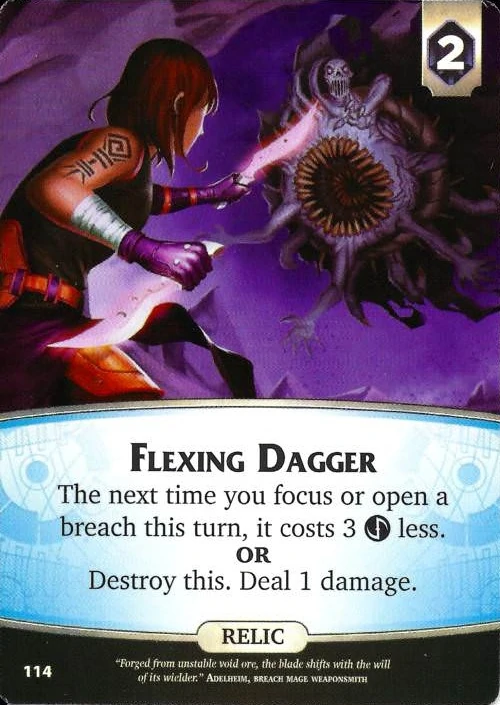 2
FLEXING DAGGER
The next time you focus or open a
breach this turn, it costs 3 less.
OR
Destroy this. Deal 1 damage.
RELIC
114
"Forged from unstable void ore, the blade shifts with the will
of its wielder." ADELHEIM, BREACH MAGE WEAPONSMITH